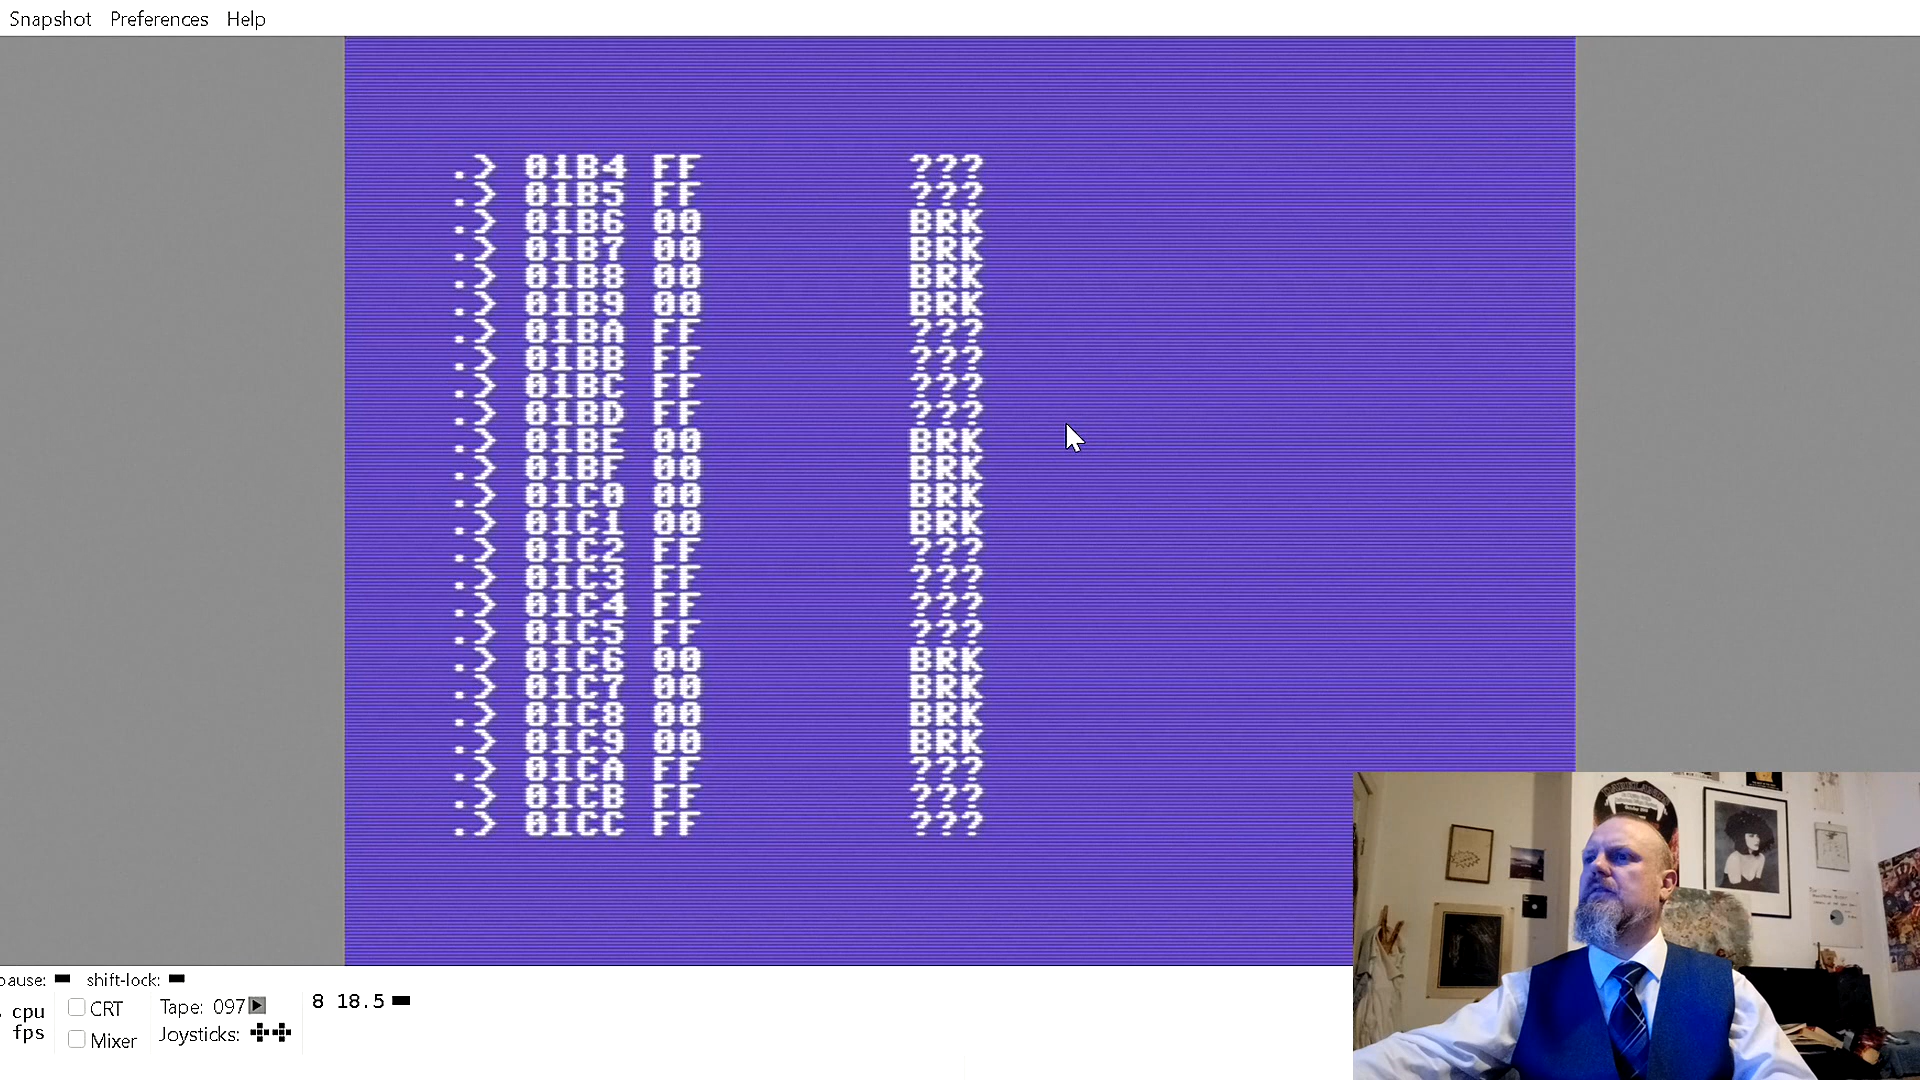 Snapshot Preferences Help
.> 01B4 FF ???
.> 01B5 FF ???
.> 01B6 00 BRK
.> 01B7 00 BRK
.> 01B8 00 BRK
.> 01B9 00 BRK
.> 01BA FF ???
.> 01BB FF ???
.> 01BC FF ???
.> 01BD FF ???
.> 01BE 00 BRK
.> 01BF 00 BRK
.> 01C0 00 BRK
.> 01C1 00 BRK
.> 01C2 FF ???
.> 01C3 FF ???
.> 01C4 FF ???
.> 01C5 FF ???
.> 01C6 00 BRK
.> 01C7 00 BRK
.> 01C8 00 BRK
.> 01C9 00 BRK
.> 01CA FF ???
.> 01CB FF ???
.> 01CC FF ???
shift-lock:
cpu CRT Tape: 097 8 18.5
fps Mixer Joysticks: